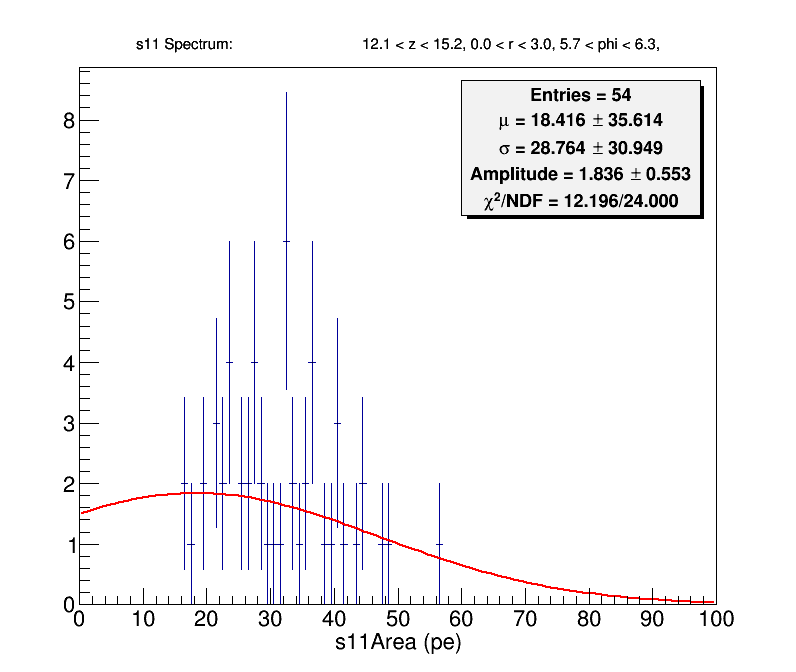 s11 Spectrum: 12.1 < z < 15.2, 0.0 < r < 3.0, 5.7 < phi < 6.3,
Entries = 54
μ = 18.416 ± 35.614
σ = 28.764 ± 30.949
Amplitude = 1.836 ± 0.553
χ²/NDF = 12.196/24.000
8
7
6
5
4
3
2
1
0
0 10 20 30 40 50 60 70 80 90 100
s11Area (pe)